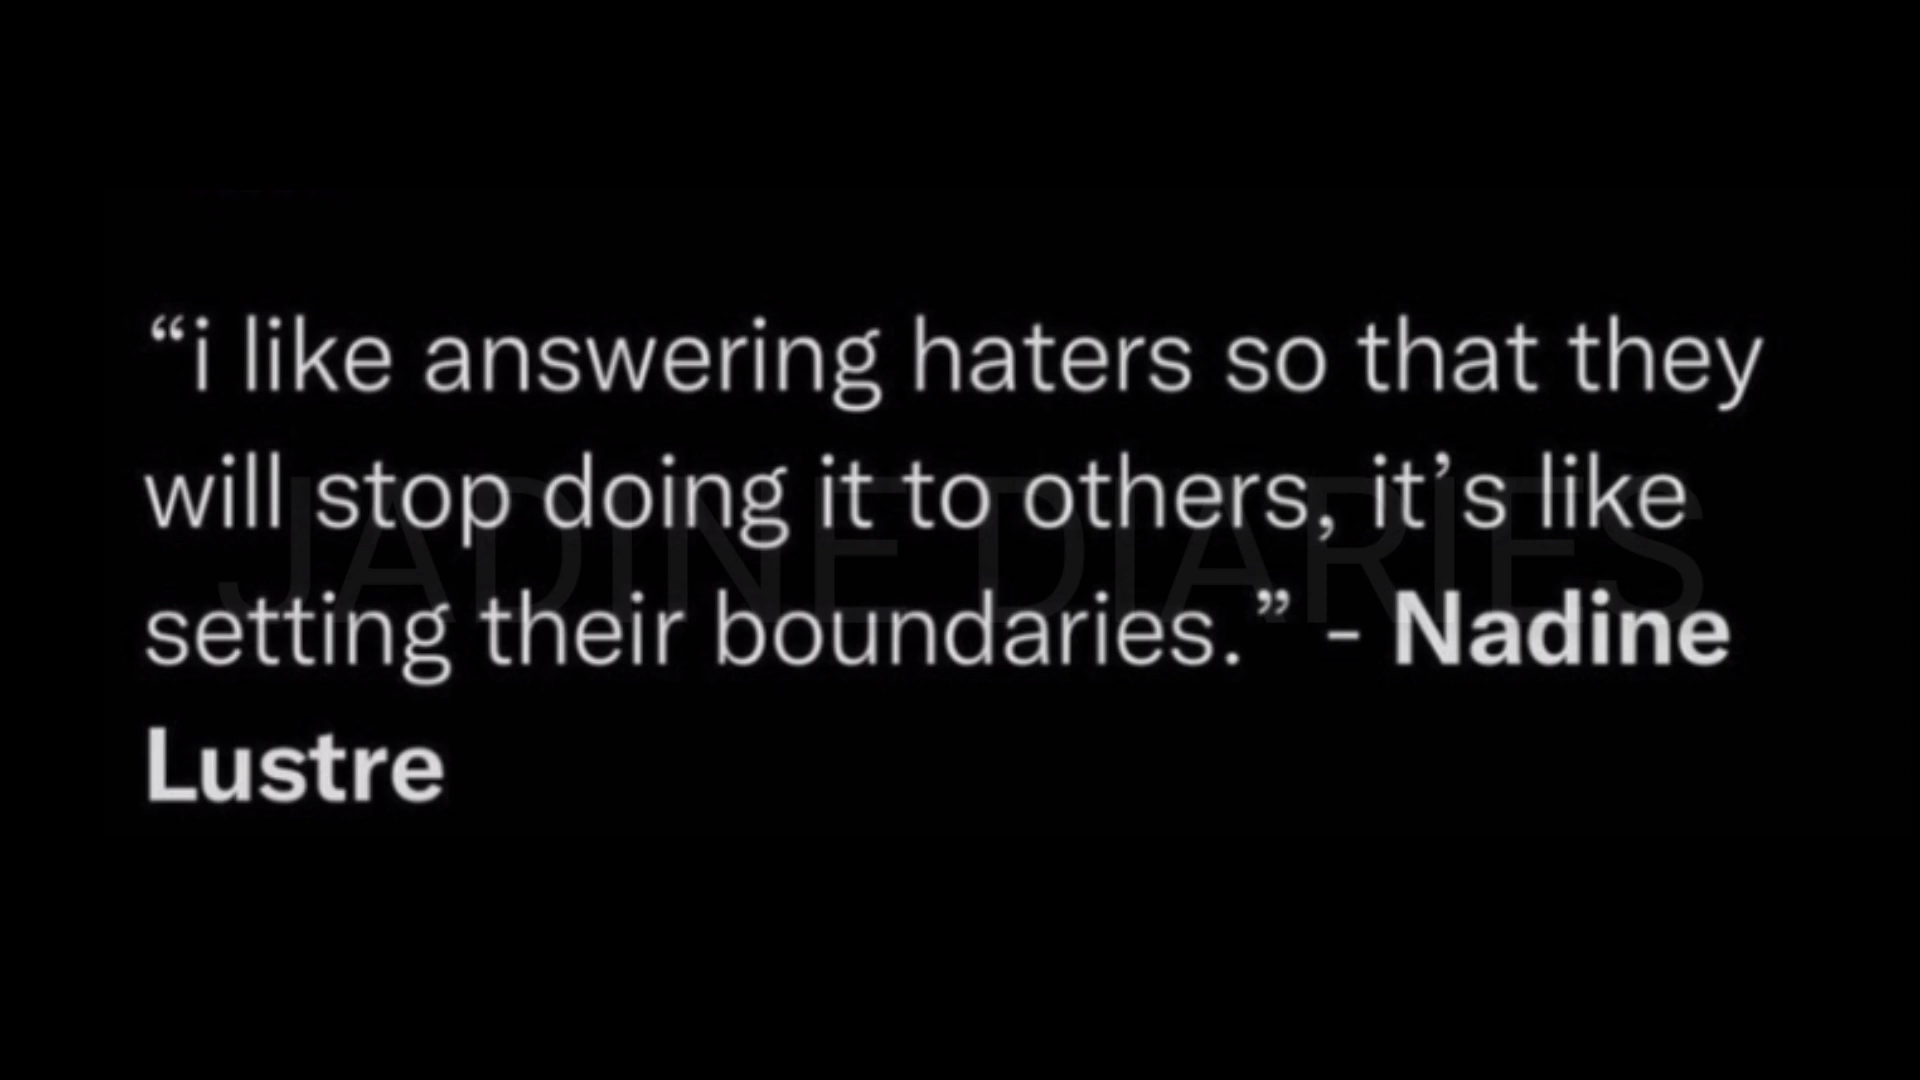 “i like answering haters so that they
will stop doing it to others, it’s like
setting their boundaries.” - Nadine
Lustre
JADINE DIARIES